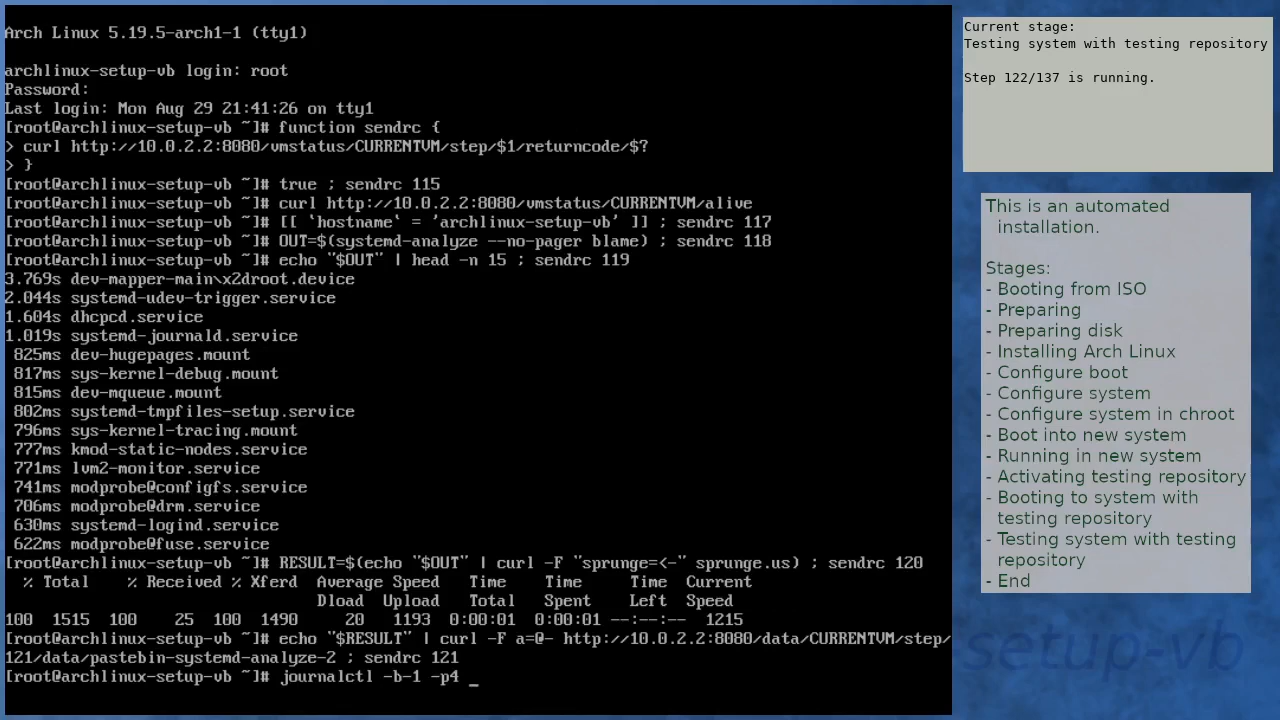 Arch Linux 5.19.5-arch1-1 (tty1)
archlinux-setup-vb login: root
Password:
Last login: Mon Aug 29 21:41:26 on tty1
[root@archlinux-setup-vb ~]# function sendrc {
> curl http://10.0.2.2:8080/vmstatus/CURRENTVM/step/$1/returncode/$?
> }
[root@archlinux-setup-vb ~]# true ; sendrc 115
[root@archlinux-setup-vb ~]# curl http://10.0.2.2:8080/vmstatus/CURRENTVM/alive
[root@archlinux-setup-vb ~]# [[ `hostname` = 'archlinux-setup-vb' ]] ; sendrc 117
[root@archlinux-setup-vb ~]# OUT=$(systemd-analyze --no-pager blame) ; sendrc 118
[root@archlinux-setup-vb ~]# echo "$OUT" | head -n 15 ; sendrc 119
3.769s dev-mapper-main\x2droot.device
2.044s systemd-udev-trigger.service
1.604s dhcpcd.service
1.019s systemd-journald.service
825ms dev-hugepages.mount
817ms sys-kernel-debug.mount
815ms dev-mqueue.mount
802ms systemd-tmpfiles-setup.service
796ms sys-kernel-tracing.mount
777ms kmod-static-nodes.service
771ms lvm2-monitor.service
741ms modprobe@configfs.service
706ms modprobe@drm.service
630ms systemd-logind.service
622ms modprobe@fuse.service
[root@archlinux-setup-vb ~]# RESULT=$(echo "$OUT" | curl -F "sprunge=<-" sprunge.us) ; sendrc 120
% Total % Received % Xferd Average Speed Time Time Time Current
Dload Upload Total Spent Left Speed
100 1515 100 25 100 1490 20 1193 0:00:01 0:00:01 --:--:-- 1215
[root@archlinux-setup-vb ~]# echo "$RESULT" | curl -F a=@- http://10.0.2.2:8080/data/CURRENTVM/step/
121/data/pastebin-systemd-analyze-2 ; sendrc 121
[root@archlinux-setup-vb ~]# journalctl -b-1 -p4 _
Current stage:
Testing system with testing repository
Step 122/137 is running.
This is an automated
installation.
Stages:
- Booting from ISO
- Preparing
- Preparing disk
- Installing Arch Linux
- Configure boot
- Configure system
- Configure system in chroot
- Boot into new system
- Running in new system
- Activating testing repository
- Booting to system with
testing repository
- Testing system with testing
repository
- End
setup-vb